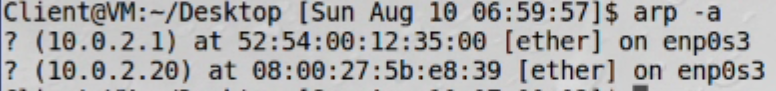 Client@VM:~/Desktop [Sun Aug 10 06:59:57]$ arp -a
? (10.0.2.1) at 52:54:00:12:35:00 [ether] on enp0s3
? (10.0.2.20) at 08:00:27:5b:e8:39 [ether] on enp0s3